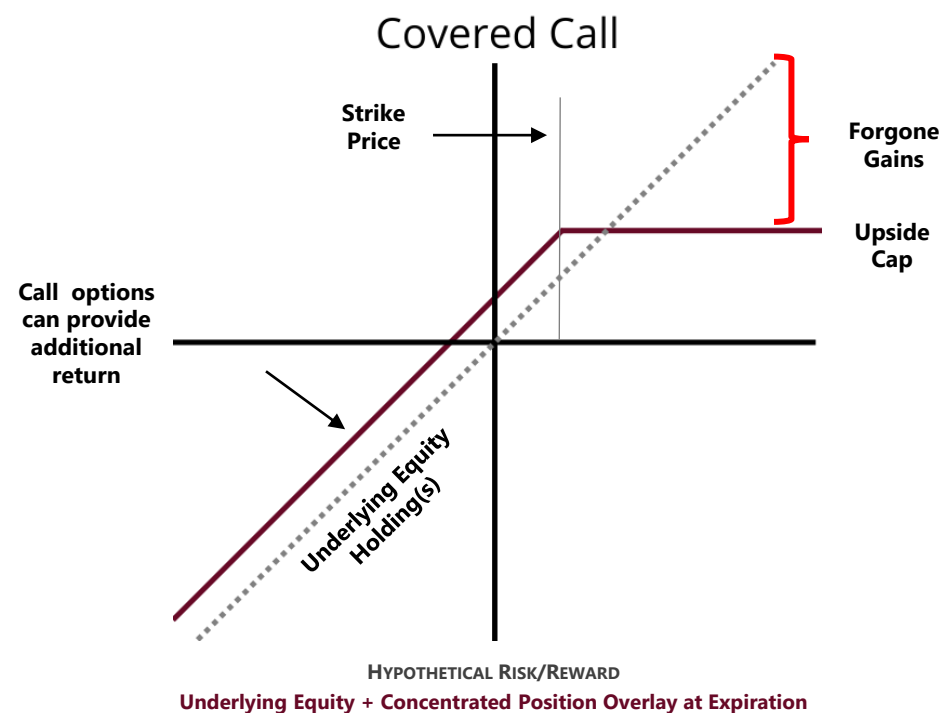 Covered Call
Strike
Price
Forgone
Gains
Upside
Cap
Call options
can provide
additional
return
Underlying Equity
Holding(s)
HYPOTHETICAL RISK/REWARD
Underlying Equity + Concentrated Position Overlay at Expiration